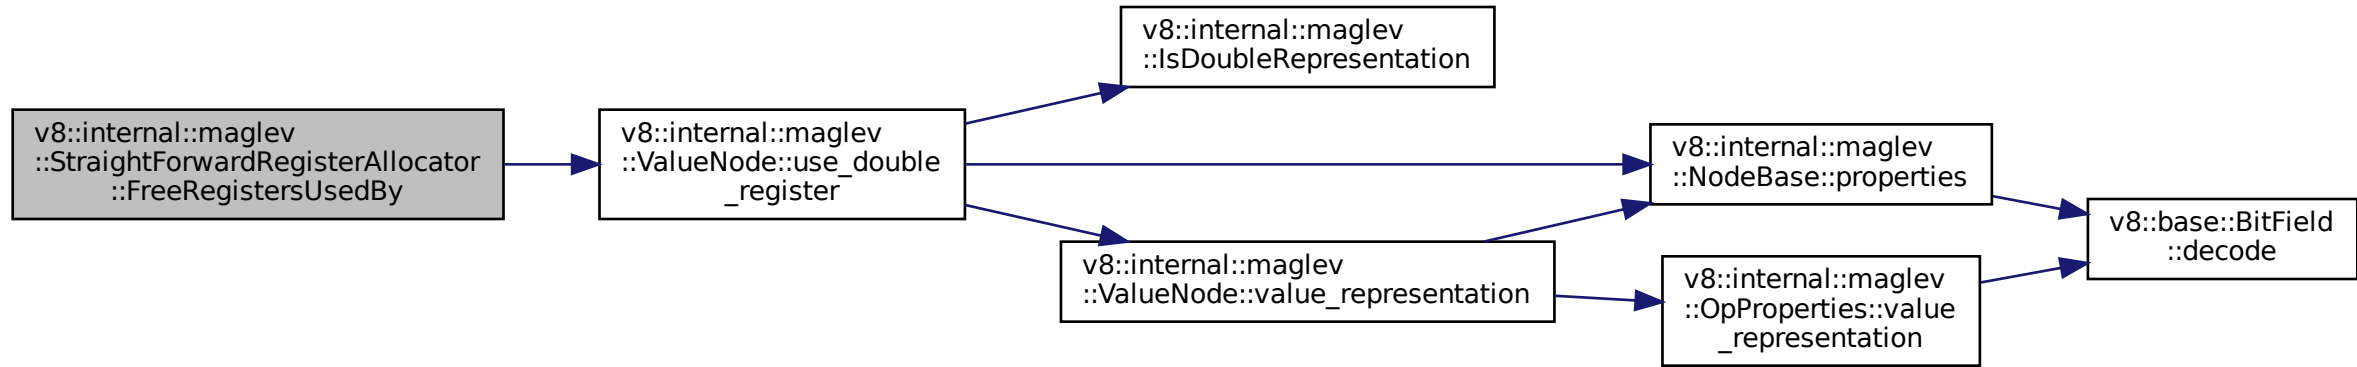 v8::internal::maglev
::StraightForwardRegisterAllocator
::FreeRegistersUsedBy
v8::internal::maglev
::ValueNode::use_double
_register
v8::internal::maglev
::IsDoubleRepresentation
v8::internal::maglev
::NodeBase::properties
v8::internal::maglev
::ValueNode::value_representation
v8::internal::maglev
::OpProperties::value
_representation
v8::base::BitField
::decode